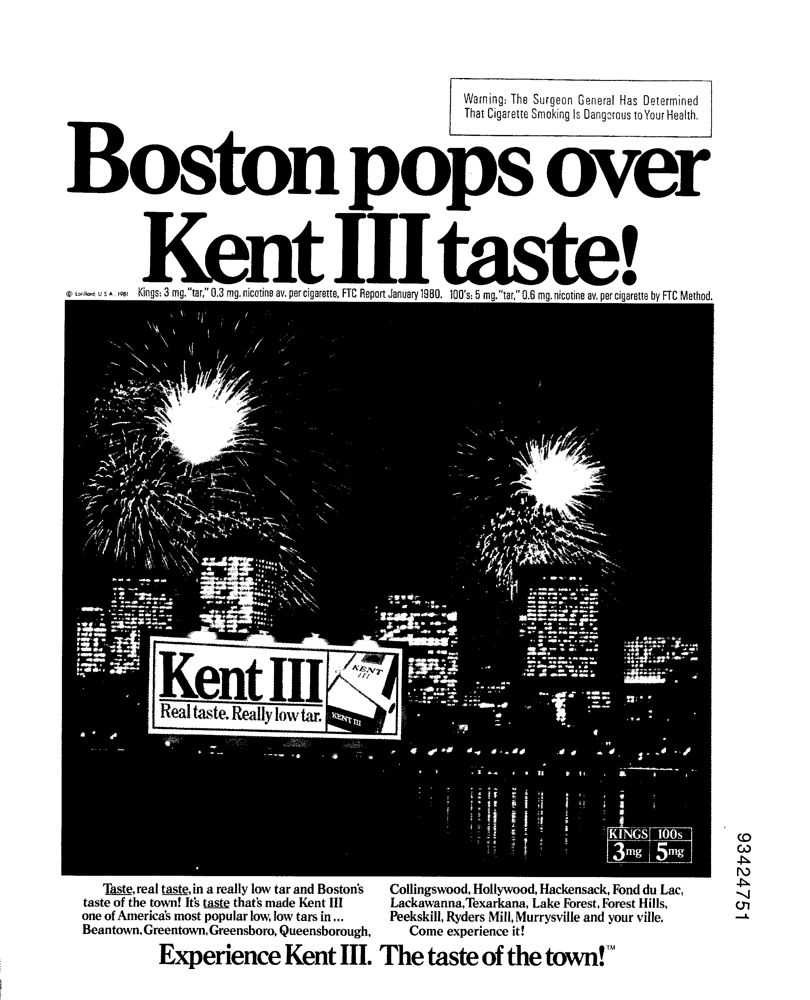 Warning: The Surgeon General Has Determined
That Cigarette Smoking Is Dangerous to Your Health.
Boston pops over
Kent III taste!
© Lorillard, U.S.A., 1981 Kings: 3 mg. "tar," 0.3 mg. nicotine av. per cigarette, FTC Report January 1980. 100's: 5 mg. "tar," 0.6 mg. nicotine av. per cigarette by FTC Method.
Kent III
Real taste. Really low tar.
KENT
III
KENT III
KINGS 100s
3mg 5mg
Taste, real taste, in a really low tar and Boston's
taste of the town! It's taste that's made Kent III
one of America's most popular low, low tars in...
Beantown, Greentown, Greensboro, Queensborough,
Collingswood, Hollywood, Hackensack, Fond du Lac,
Lackawanna, Texarkana, Lake Forest, Forest Hills,
Peekskill, Ryders Mill, Murrysville and your ville.
Come experience it!
Experience Kent III. The taste of the town!™
93424751